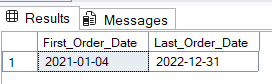 Results Messages
First_Order_Date Last_Order_Date
1 2021-01-04 2022-12-31